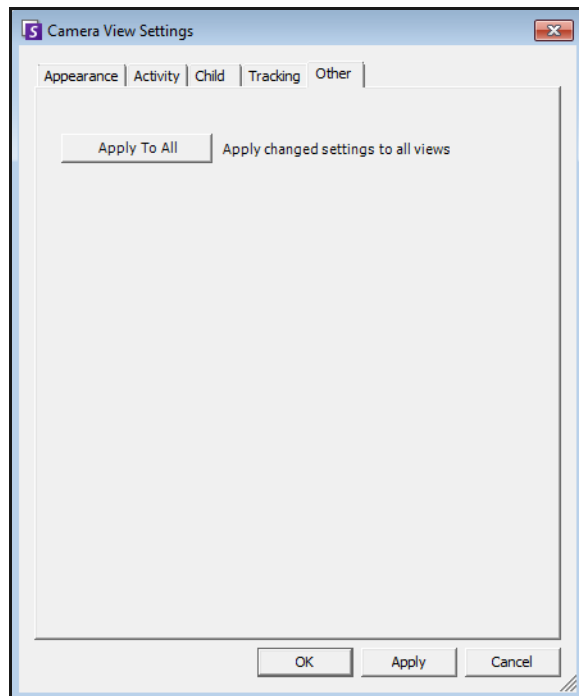 Camera View Settings
Appearance Activity Child Tracking Other
Apply To All Apply changed settings to all views
OK Apply Cancel